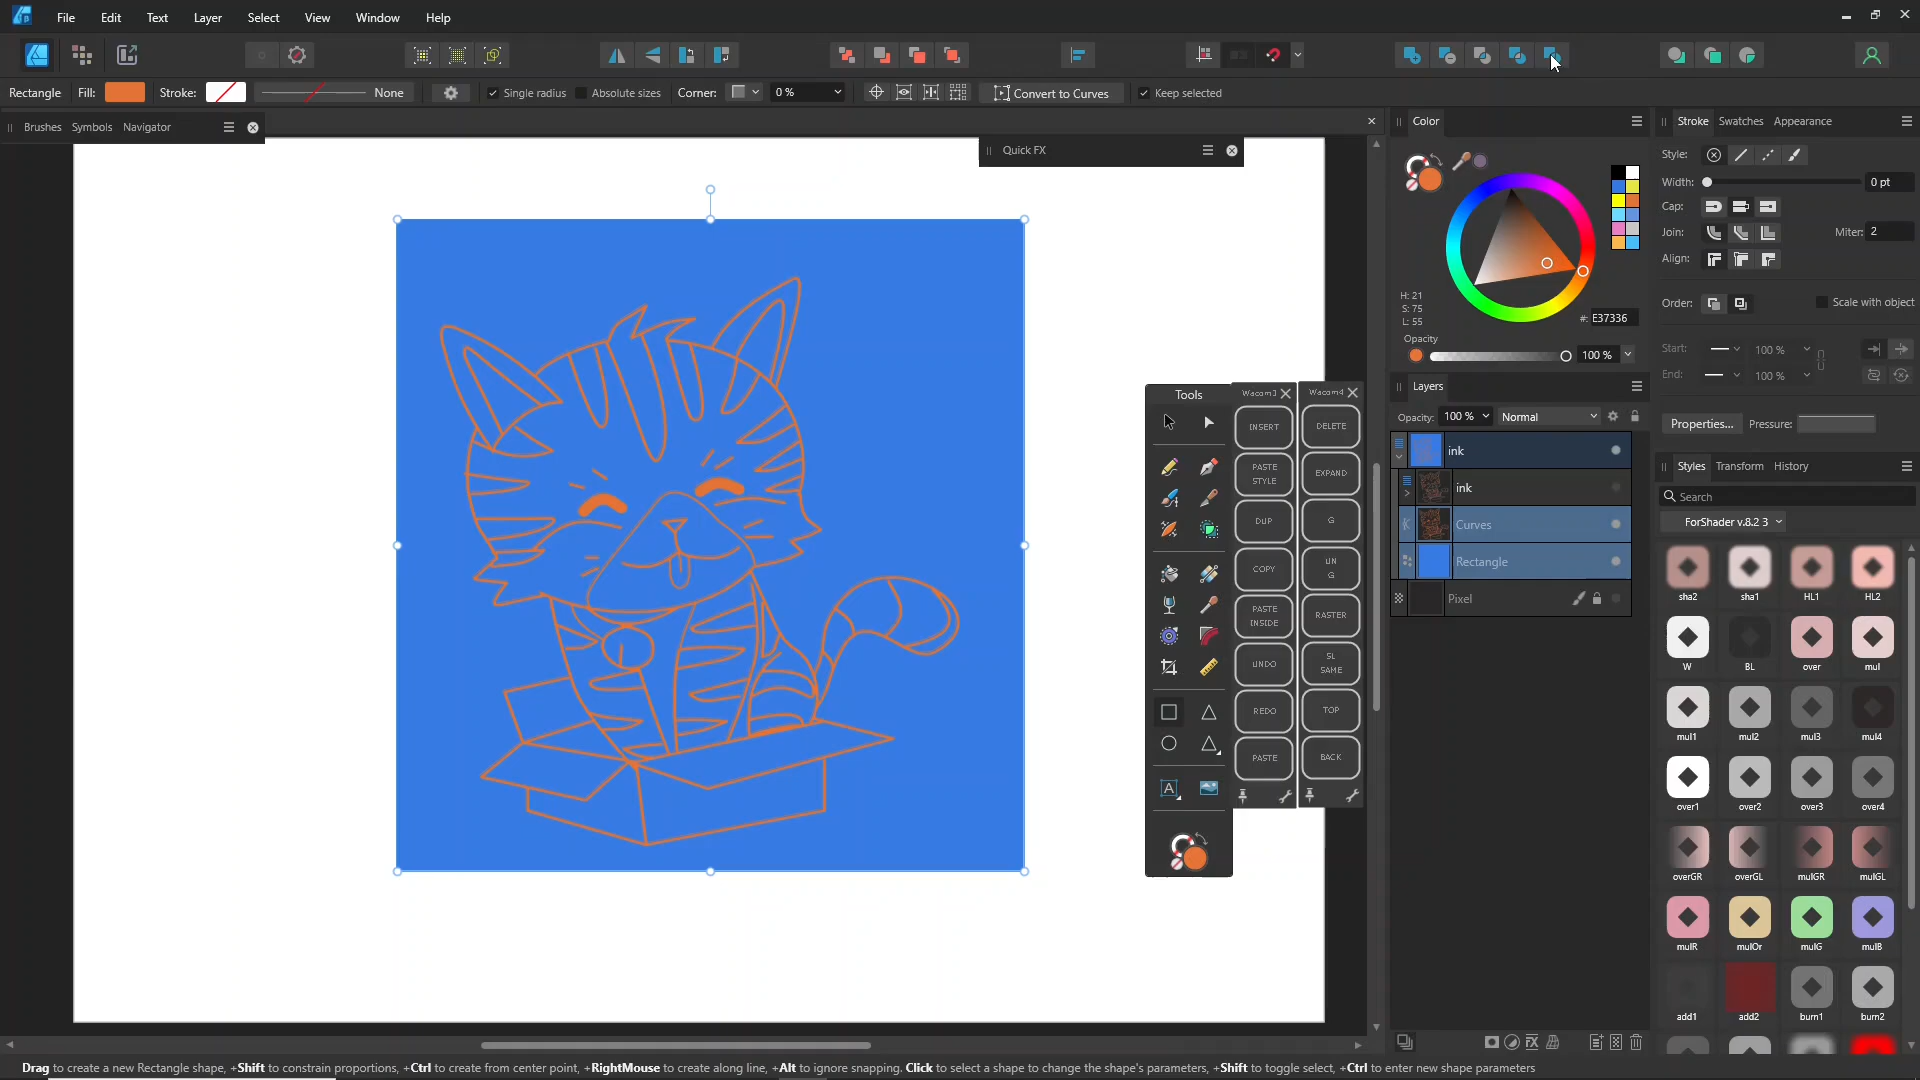 File Edit Text Layer Select View Window Help
Rectangle Fill: Stroke: None Single radius Absolute sizes Corner: 0 % Convert to Curves Keep selected
Brushes Symbols Navigator
Quick FX
Color
H: 21
S: 75
L: 55
#: E37336
Opacity
100 %
Stroke Swatches Appearance
Style:
Width: 0 pt
Cap:
Join: Miter: 2
Align:
Order: Scale with object
Start: 100 %
End: 100 %
Properties... Pressure:
Layers
Opacity: 100 % Normal
ink
ink
Curves
Rectangle
Pixel
Tools
A
Wacom3
INSERT
PASTE
STYLE
DUP
COPY
PASTE
INSIDE
UNDO
REDO
PASTE
Wacom4
DELETE
EXPAND
G
UN
G
RASTER
SL
SAME
TOP
BACK
Styles Transform History
Search
ForShader v.8.2 3
sha2 sha1 HL1 HL2
W BL over mul
mul1 mul2 mul3 mul4
over1 over2 over3 over4
overGR overGL mulGR mulGL
mulR mulOr mulG mulB
add1 add2 burn1 burn2
Drag to create a new Rectangle shape, +Shift to constrain proportions, +Ctrl to create from center point, +RightMouse to create along line, +Alt to ignore snapping. Click to select a shape to change the shape's parameters, +Shift to toggle select, +Ctrl to enter new shape parameters